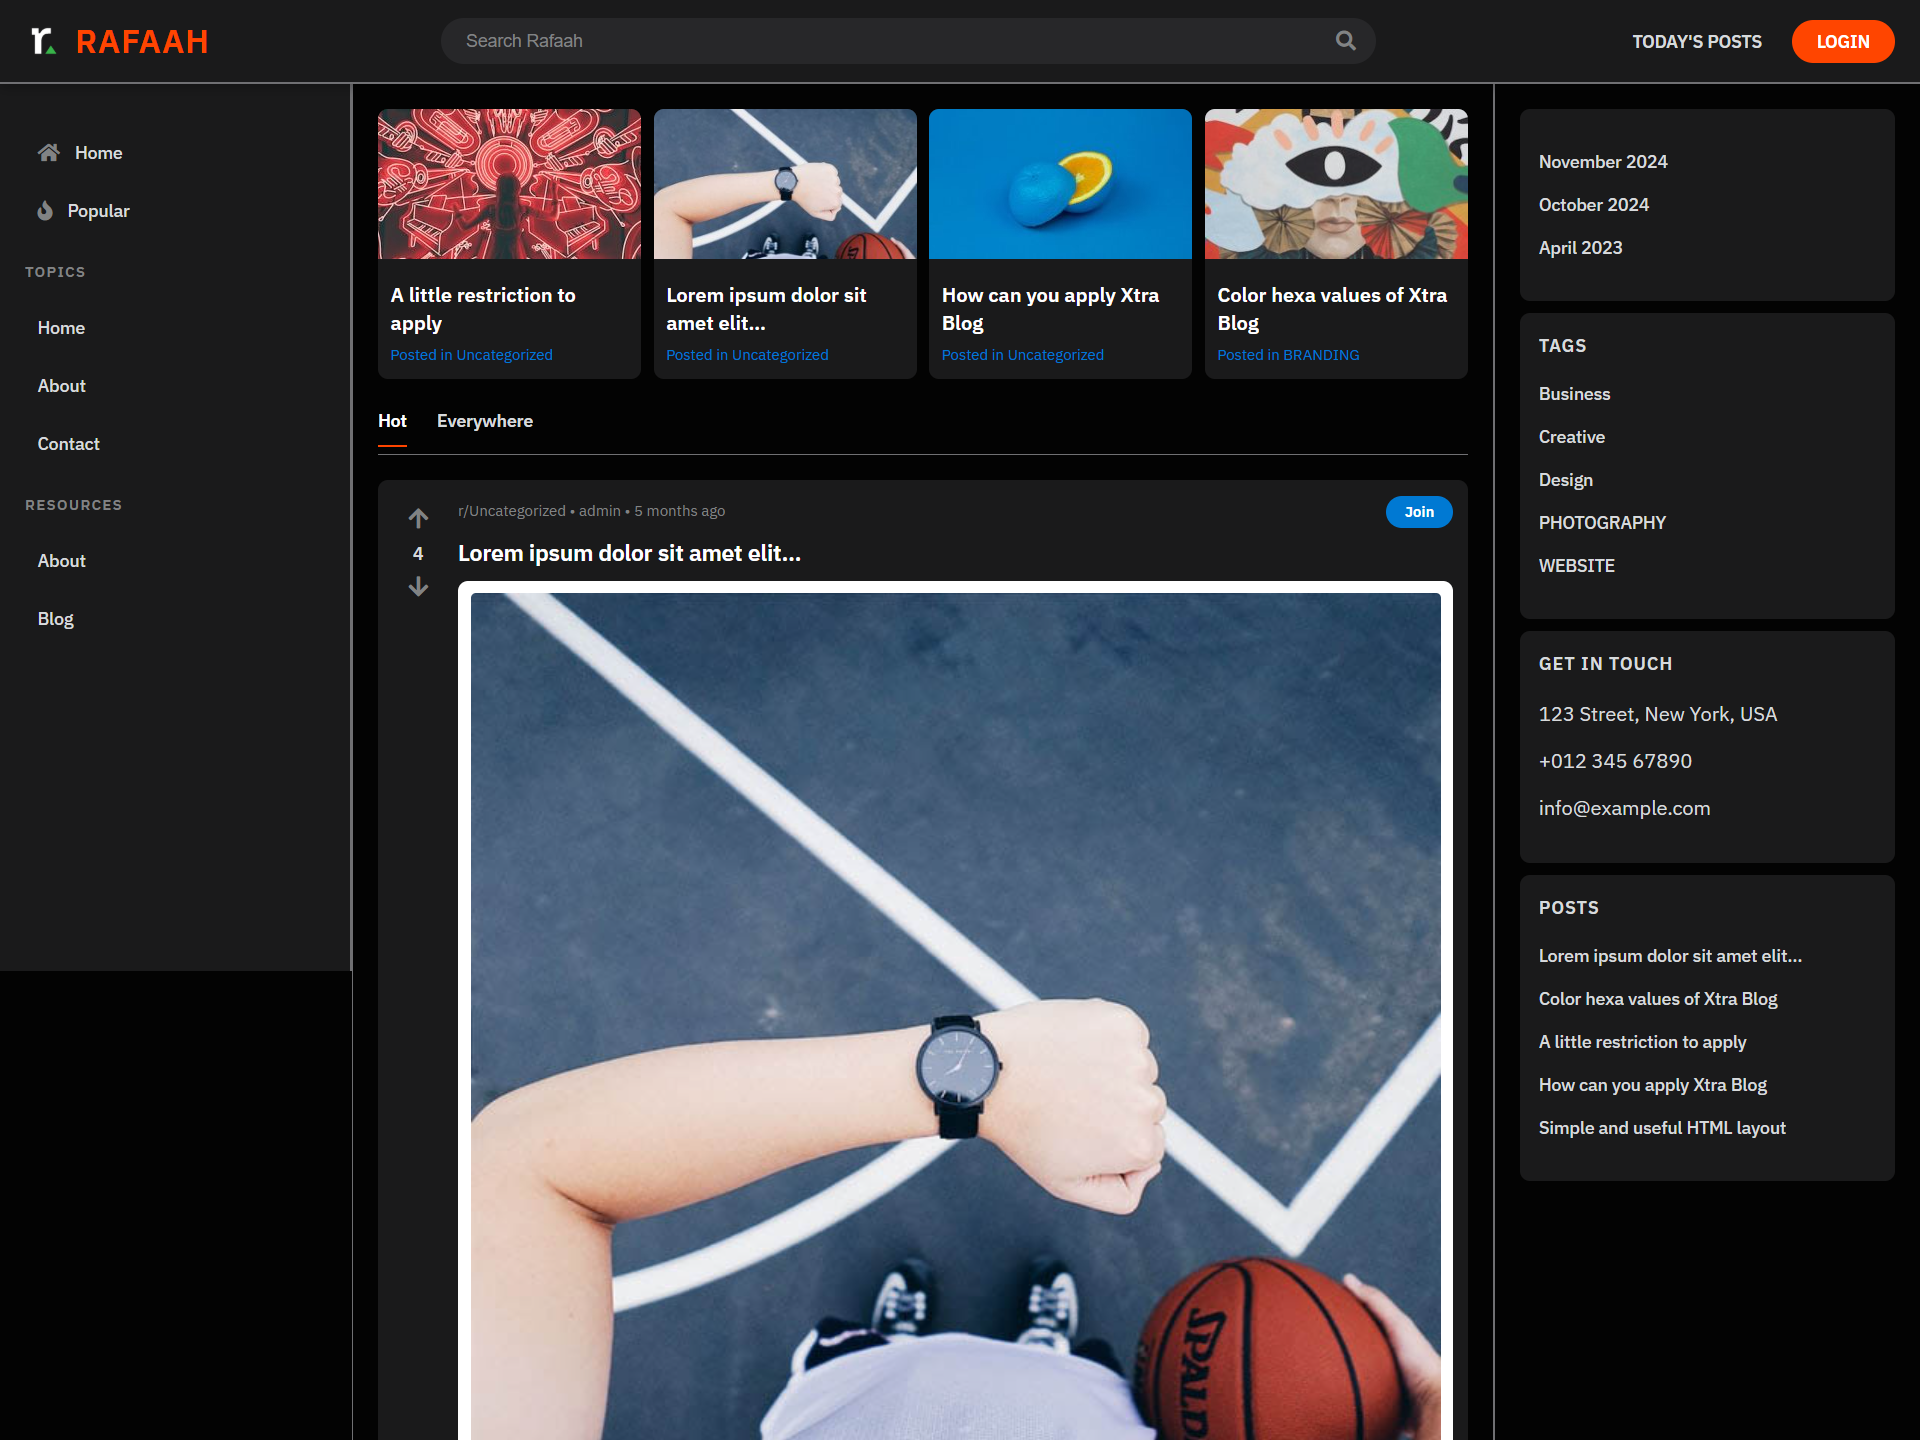 r.
RAFAAH
Search Rafaah
TODAY'S POSTS
LOGIN
Home
Popular
TOPICS
Home
About
Contact
RESOURCES
About
Blog
A little restriction to
apply
Posted in Uncategorized
Lorem ipsum dolor sit
amet elit...
Posted in Uncategorized
How can you apply Xtra
Blog
Posted in Uncategorized
Color hexa values of Xtra
Blog
Posted in BRANDING
Hot
Everywhere
r/Uncategorized • admin • 5 months ago
Join
4
Lorem ipsum dolor sit amet elit...
November 2024
October 2024
April 2023
TAGS
Business
Creative
Design
PHOTOGRAPHY
WEBSITE
GET IN TOUCH
123 Street, New York, USA
+012 345 67890
info@example.com
POSTS
Lorem ipsum dolor sit amet elit...
Color hexa values of Xtra Blog
A little restriction to apply
How can you apply Xtra Blog
Simple and useful HTML layout